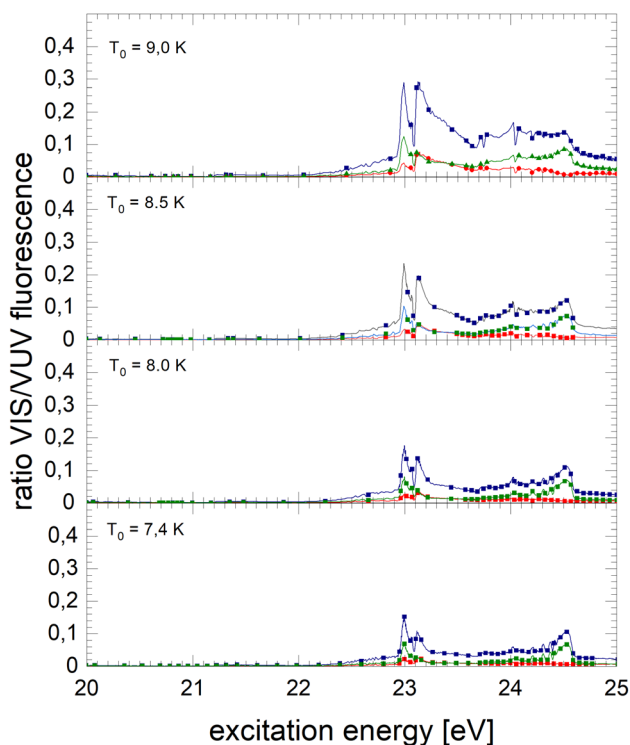 ratio VIS/VUV fluorescence
T0 = 9,0 K
0,4
0,3
0,2
0,1
0
T0 = 8.5 K
0,4
0,3
0,2
0,1
0
T0 = 8.0 K
0,4
0,3
0,2
0,1
0
T0 = 7,4 K
0,4
0,3
0,2
0,1
0
20 21 22 23 24 25
excitation energy [eV]